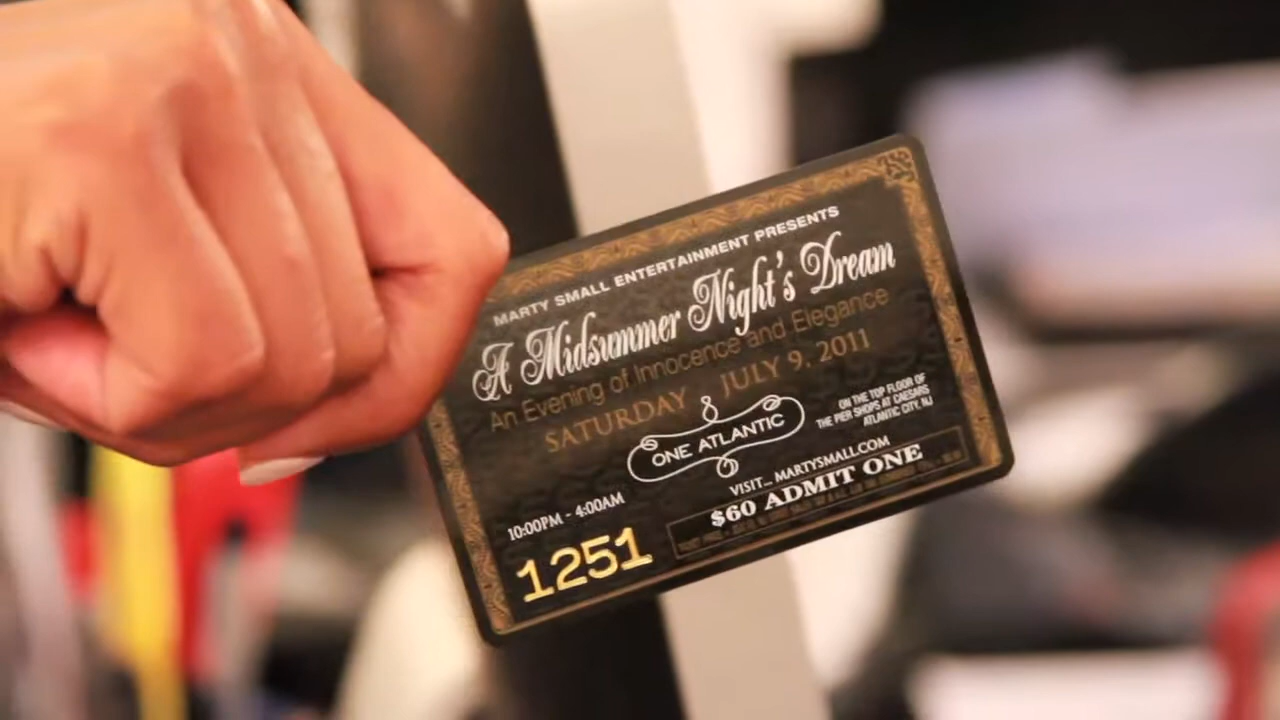 MARTY SMALL ENTERTAINMENT PRESENTS
A Midsummer Night's Dream
An Evening of Innocence and Elegance
SATURDAY JULY 9, 2011
ONE ATLANTIC
ON THE TOP FLOOR OF
THE PIER SHOPS AT CAESARS
ATLANTIC CITY, NJ
10:00PM - 4:00AM
VISIT... MARTYSMALL.COM
$60 ADMIT ONE
1251